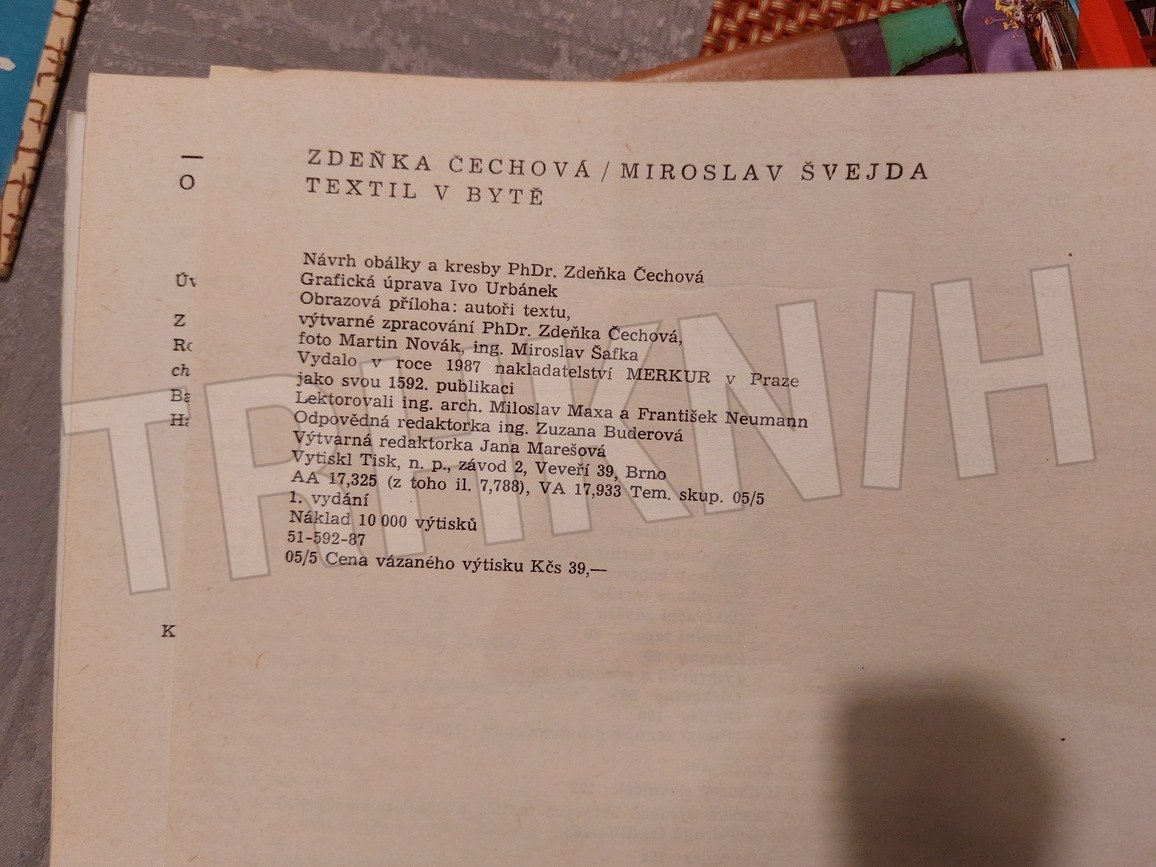 ZDEŇKA ČECHOVÁ / MIROSLAV ŠVEJDA
TEXTIL V BYTĚ
Návrh obálky a kresby PhDr. Zdeňka Čechová
Grafická úprava Ivo Urbánek
Obrazová příloha: autoři textu,
výtvarné zpracování PhDr. Zdeňka Čechová,
foto Martin Novák, ing. Miroslav Šafka
Vydalo v roce 1987 nakladatelství MERKUR v Praze
jako svou 1592. publikaci
Lektorovali ing. arch. Miloslav Maxa a František Neumann
Odpovědná redaktorka ing. Zuzana Buderová
Výtvarná redaktorka Jana Marešová
Vytiskl Tisk, n. p., závod 2, Veveří 39, Brno
AA 17,325 (z toho il. 7,788), VA 17,933 Tem. skup. 05/5
1. vydání
Náklad 10 000 výtisků
51-592-87
05/5 Cena vázaného výtisku Kčs 39,—
O
Úv
Z
Ro
ch
Ba
K
TRHKNIH